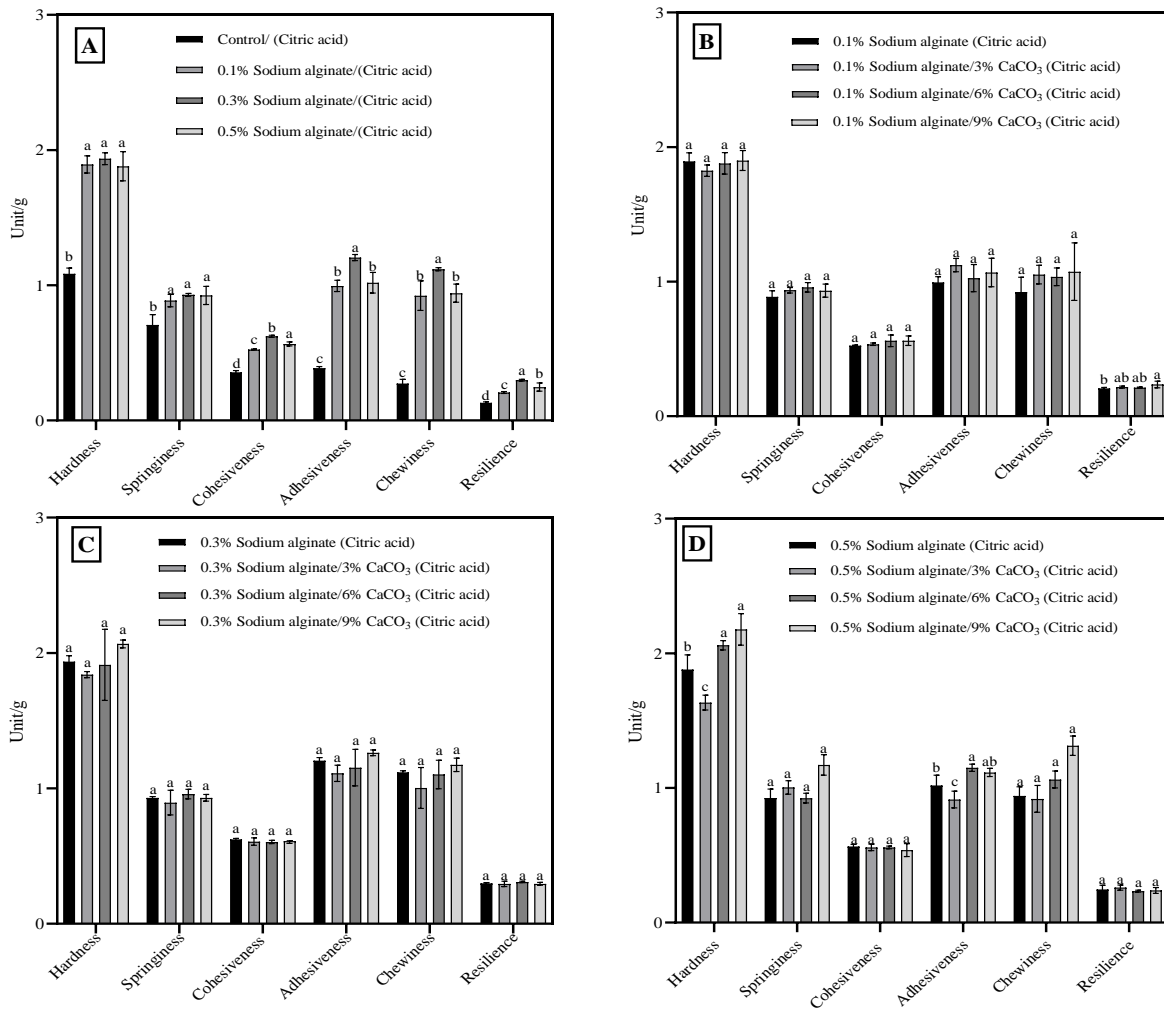 A
Control/ (Citric acid)
0.1% Sodium alginate/(Citric acid)
0.3% Sodium alginate/(Citric acid)
0.5% Sodium alginate/(Citric acid)
Unit/g
3
2
1
0
b a a a
b a a a
d c b a
c b a b
c b a b
d c a b
Hardness
Springiness
Cohesiveness
Adhesiveness
Chewiness
Resilience
B
0.1% Sodium alginate (Citric acid)
0.1% Sodium alginate/3% CaCO₃ (Citric acid)
0.1% Sodium alginate/6% CaCO₃ (Citric acid)
0.1% Sodium alginate/9% CaCO₃ (Citric acid)
Unit/g
3
2
1
0
a a a a
a a a a
a a a a
a a a a
a a a a
b ab ab a
Hardness
Springiness
Cohesiveness
Adhesiveness
Chewiness
Resilience
C
0.3% Sodium alginate (Citric acid)
0.3% Sodium alginate/3% CaCO₃ (Citric acid)
0.3% Sodium alginate/6% CaCO₃ (Citric acid)
0.3% Sodium alginate/9% CaCO₃ (Citric acid)
Unit/g
3
2
1
0
a a a a
a a a a
a a a a
a a a a
a a a a
a a a a
Hardness
Springiness
Cohesiveness
Adhesiveness
Chewiness
Resilience
D
0.5% Sodium alginate (Citric acid)
0.5% Sodium alginate/3% CaCO₃ (Citric acid)
0.5% Sodium alginate/6% CaCO₃ (Citric acid)
0.5% Sodium alginate/9% CaCO₃ (Citric acid)
Unit/g
3
2
1
0
b c a a
a a a a
a a a a
b c a ab
a a a a
a a a a
Hardness
Springiness
Cohesiveness
Adhesiveness
Chewiness
Resilience